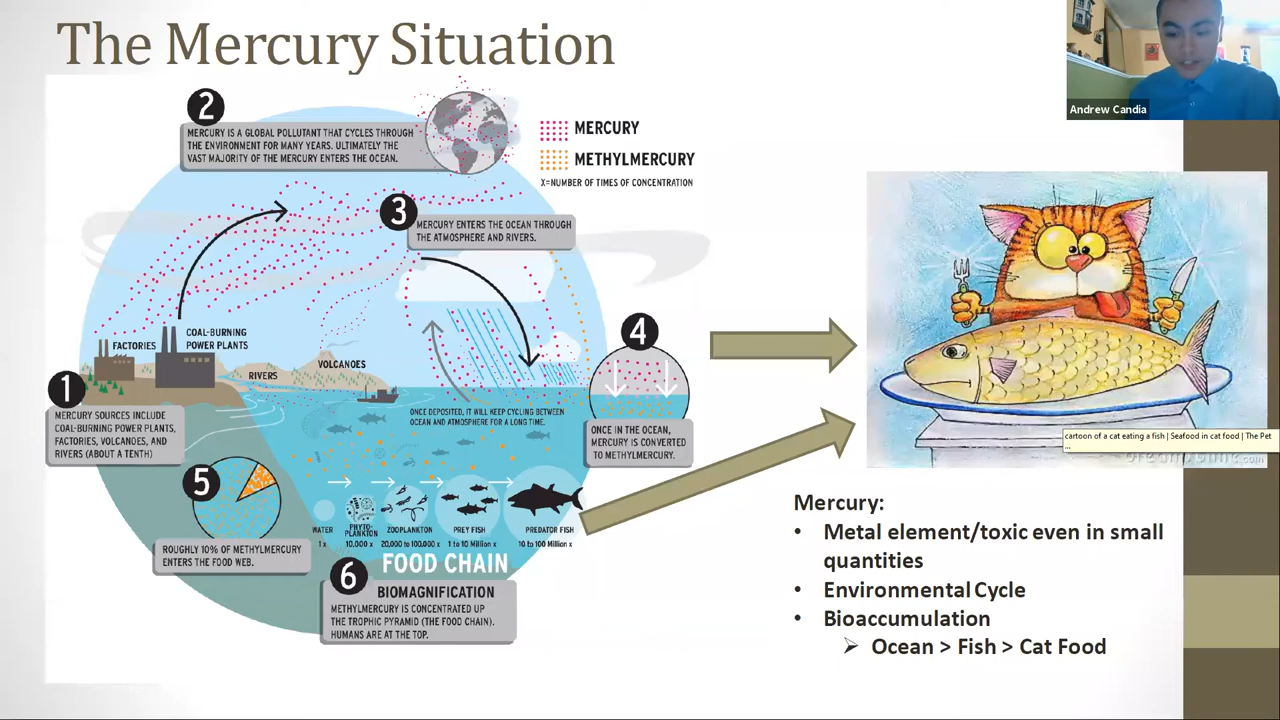 The Mercury Situation
Andrew Candia
2
MERCURY IS A GLOBAL POLLUTANT THAT CYCLES THROUGH
THE ENVIRONMENT FOR MANY YEARS. ULTIMATELY THE
VAST MAJORITY OF THE MERCURY ENTERS THE OCEAN.
MERCURY
METHYLMERCURY
X=NUMBER OF TIMES OF CONCENTRATION
3
MERCURY ENTERS THE OCEAN THROUGH
THE ATMOSPHERE AND RIVERS.
FACTORIES
COAL-BURNING
POWER PLANTS
RIVERS
VOLCANOES
1
MERCURY SOURCES INCLUDE
COAL-BURNING POWER PLANTS,
FACTORIES, VOLCANOES, AND
RIVERS (ABOUT A TENTH)
ONCE DEPOSITED, IT WILL KEEP CYCLING BETWEEN
OCEAN AND ATMOSPHERE FOR A LONG TIME.
4
ONCE IN THE OCEAN,
MERCURY IS CONVERTED
TO METHYLMERCURY.
5
ROUGHLY 10% OF METHYLMERCURY
ENTERS THE FOOD WEB.
WATER
1 x
PHYTO-
PLANKTON
10,000 x
ZOOPLANKTON
20,000 to 100,000 x
PREY FISH
1 to 10 Million x
PREDATOR FISH
10 to 100 Million x
FOOD CHAIN
6
BIOMAGNIFICATION
METHYLMERCURY IS CONCENTRATED UP
THE TROPHIC PYRAMID (THE FOOD CHAIN).
HUMANS ARE AT THE TOP.
cartoon of a cat eating a fish | Seafood in cat food | The Pet
...
Mercury:
• Metal element/toxic even in small
quantities
• Environmental Cycle
• Bioaccumulation
➢ Ocean > Fish > Cat Food